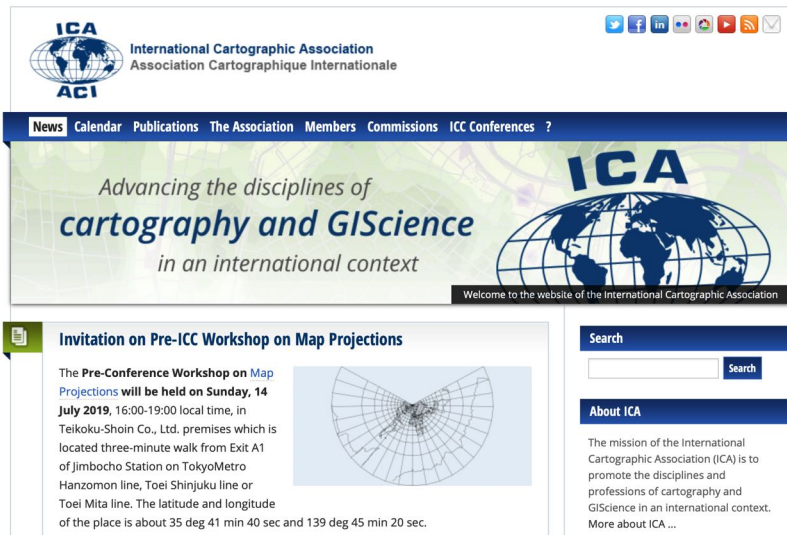 ICA
ACI
International Cartographic Association
Association Cartographique Internationale
News Calendar Publications The Association Members Commissions ICC Conferences ?
Advancing the disciplines of
cartography and GIScience
in an international context
ICA
Welcome to the website of the International Cartographic Association
Invitation on Pre-ICC Workshop on Map Projections
The Pre-Conference Workshop on Map
Projections will be held on Sunday, 14
July 2019, 16:00-19:00 local time, in
Teikoku-Shoin Co., Ltd. premises which is
located three-minute walk from Exit A1
of Jimbocho Station on TokyoMetro
Hanzomon line, Toei Shinjuku line or
Toei Mita line. The latitude and longitude
of the place is about 35 deg 41 min 40 sec and 139 deg 45 min 20 sec.
Search
Search
About ICA
The mission of the International
Cartographic Association (ICA) is to
promote the disciplines and
professions of cartography and
GIScience in an international context.
More about ICA ...